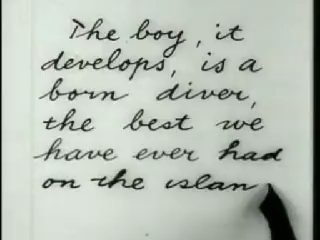 The boy, it
develops, is a
born diver,
the best we
have ever had
on the islan